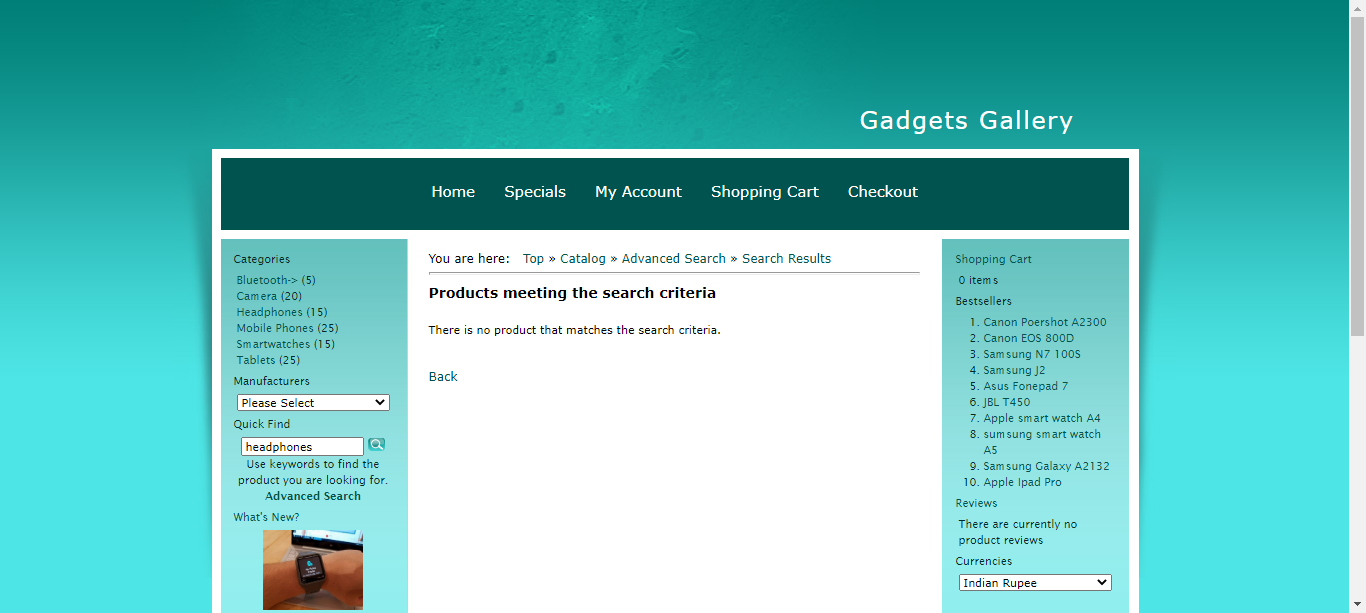 Gadgets Gallery
Home Specials My Account Shopping Cart Checkout
Categories
Bluetooth-> (5)
Camera (20)
Headphones (15)
Mobile Phones (25)
Smartwatches (15)
Tablets (25)
Manufacturers
Please Select
Quick Find
headphones
Use keywords to find the
product you are looking for.
Advanced Search
What's New?
You are here: Top » Catalog » Advanced Search » Search Results
Products meeting the search criteria
There is no product that matches the search criteria.
Back
Shopping Cart
0 items
Bestsellers
1. Canon Poershot A2300
2. Canon EOS 800D
3. Samsung N7 100S
4. Samsung J2
5. Asus Fonepad 7
6. JBL T450
7. Apple smart watch A4
8. sumsung smart watch
A5
9. Samsung Galaxy A2132
10. Apple Ipad Pro
Reviews
There are currently no
product reviews
Currencies
Indian Rupee